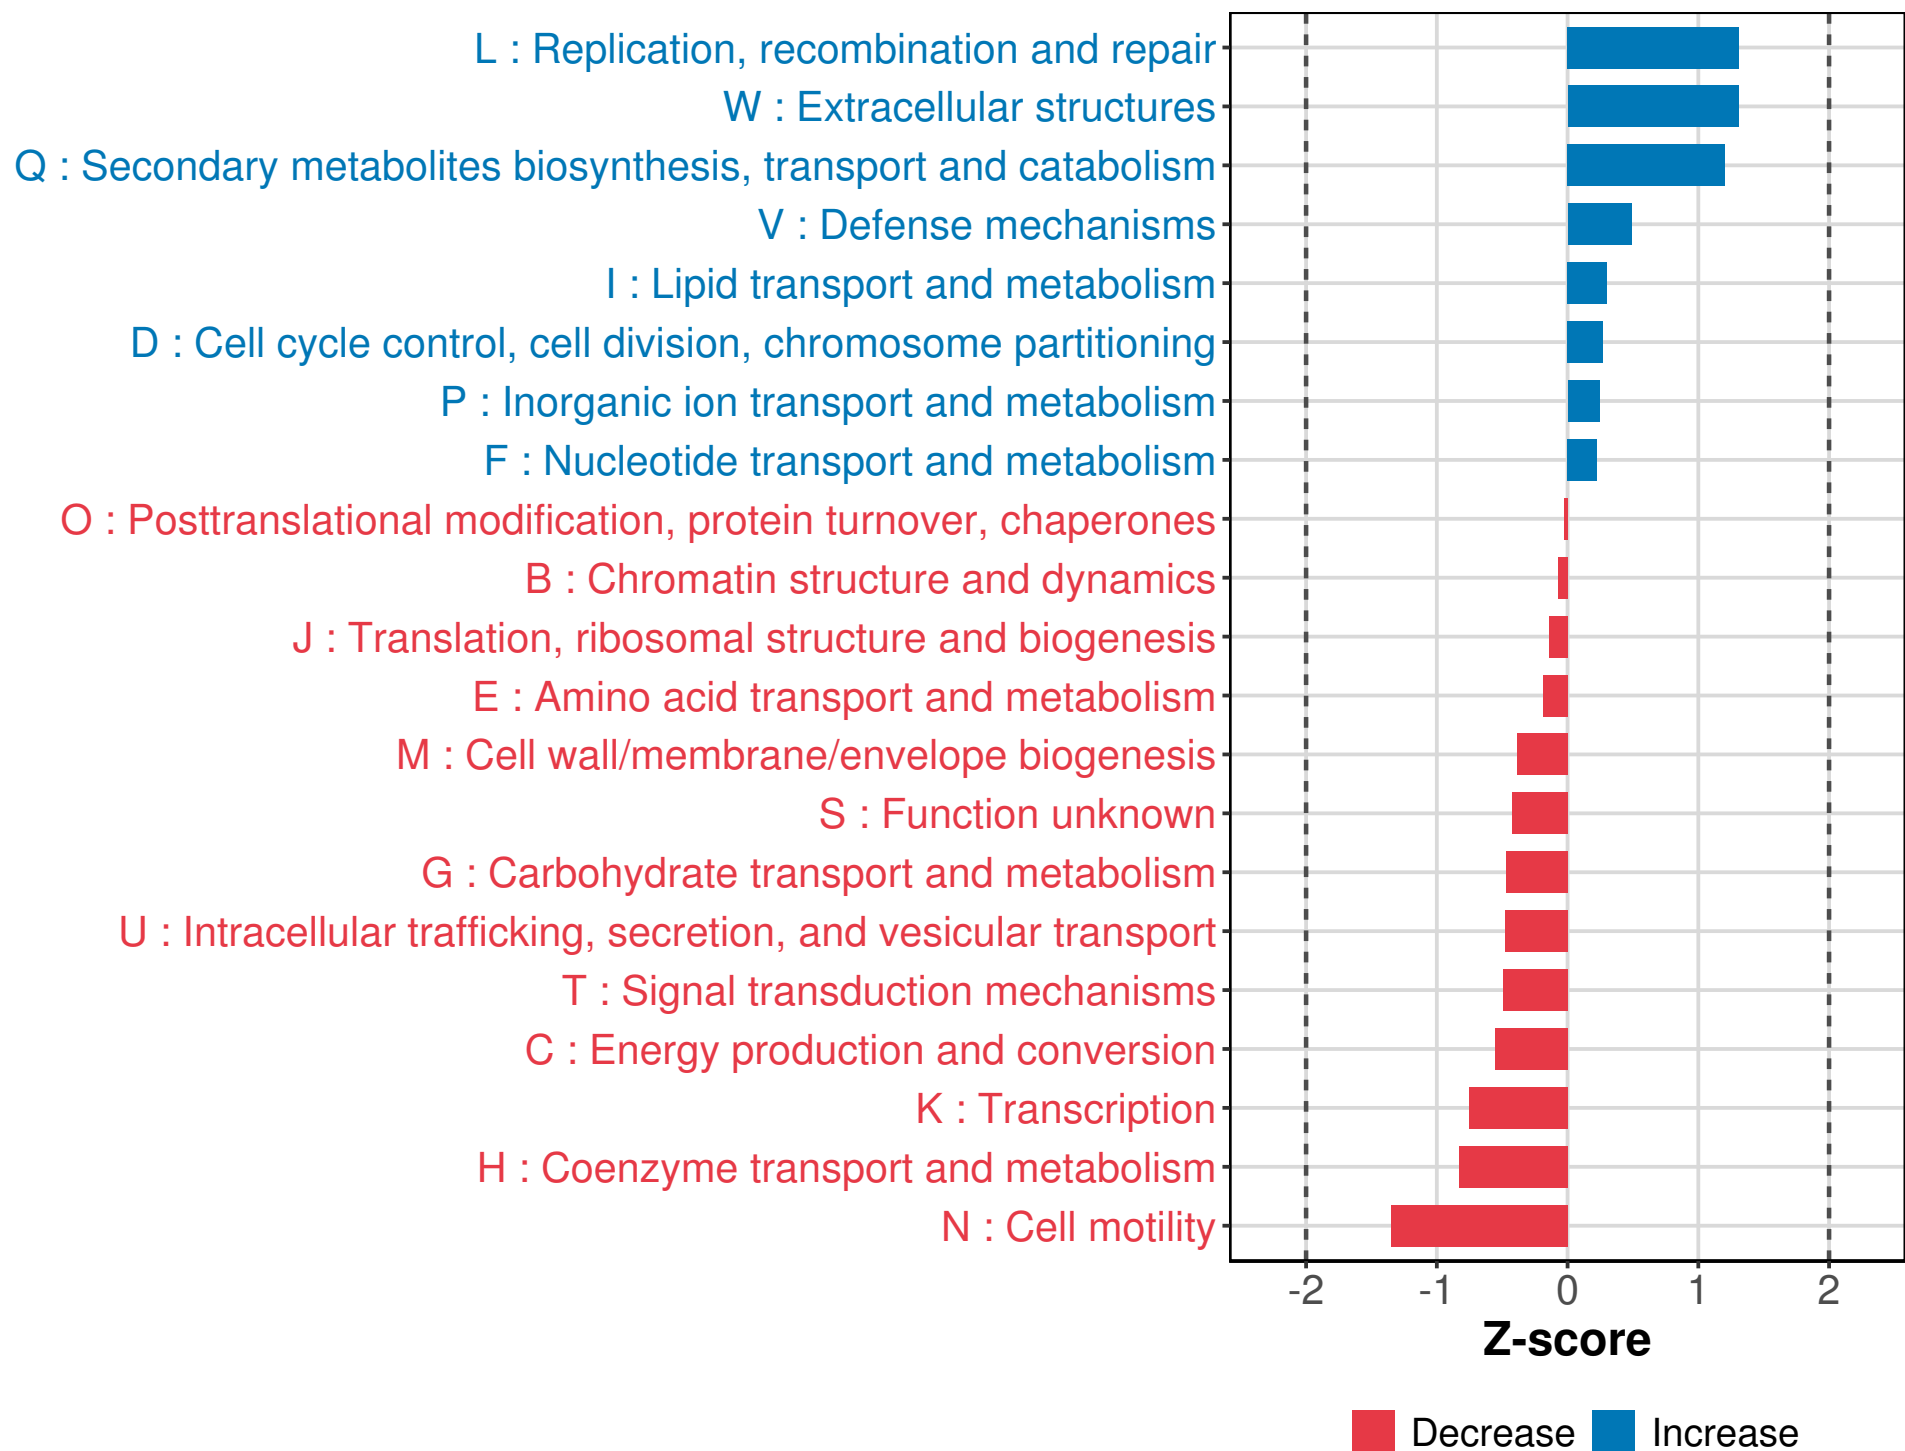 L : Replication, recombination and repair
W : Extracellular structures
Q : Secondary metabolites biosynthesis, transport and catabolism
V : Defense mechanisms
I : Lipid transport and metabolism
D : Cell cycle control, cell division, chromosome partitioning
P : Inorganic ion transport and metabolism
F : Nucleotide transport and metabolism
O : Posttranslational modification, protein turnover, chaperones
B : Chromatin structure and dynamics
J : Translation, ribosomal structure and biogenesis
E : Amino acid transport and metabolism
M : Cell wall/membrane/envelope biogenesis
S : Function unknown
G : Carbohydrate transport and metabolism
U : Intracellular trafficking, secretion, and vesicular transport
T : Signal transduction mechanisms
C : Energy production and conversion
K : Transcription
H : Coenzyme transport and metabolism
N : Cell motility
-2 -1 0 1 2
Z-score
Decrease Increase